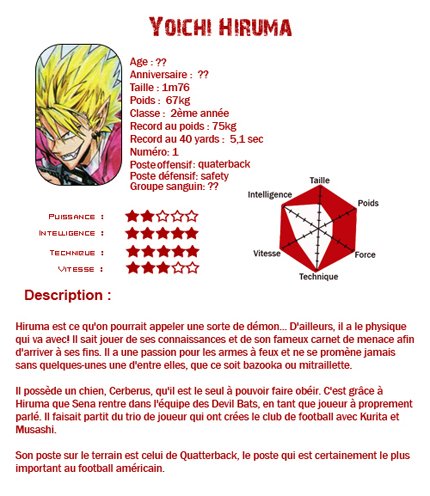 Yoichi Hiruma
Age : ??
Anniversaire : ??
Taille : 1m76
Poids : 67kg
Classe : 2ème année
Record au poids : 75kg
Record au 40 yards : 5,1 sec
Numéro: 1
Poste offensif: quaterback
Poste défensif: safety
Groupe sanguin: ??
Puissance :
Intelligence :
Technique :
Vitesse :
Taille
Poids
Force
Technique
Vitesse
Intelligence
Description :
Hiruma est ce qu'on pourrait appeler une sorte de démon... D'ailleurs, il a le physique
qui va avec! Il sait jouer de ses connaissances et de son fameux carnet de menace afin
d'arriver à ses fins. Il a une passion pour les armes à feux et ne se promène jamais
sans quelques-unes une d'entre elles, que ce soit bazooka ou mitraillette.
Il possède un chien, Cerberus, qu'il est le seul à pouvoir faire obéir. C'est grâce à
Hiruma que Sena rentre dans l'équipe des Devil Bats, en tant que joueur à proprement
parlé. Il faisait partit du trio de joueur qui ont crées le club de football avec Kurita et
Musashi.
Son poste sur le terrain est celui de Quatterback, le poste qui est certainement le plus
important au football américain.